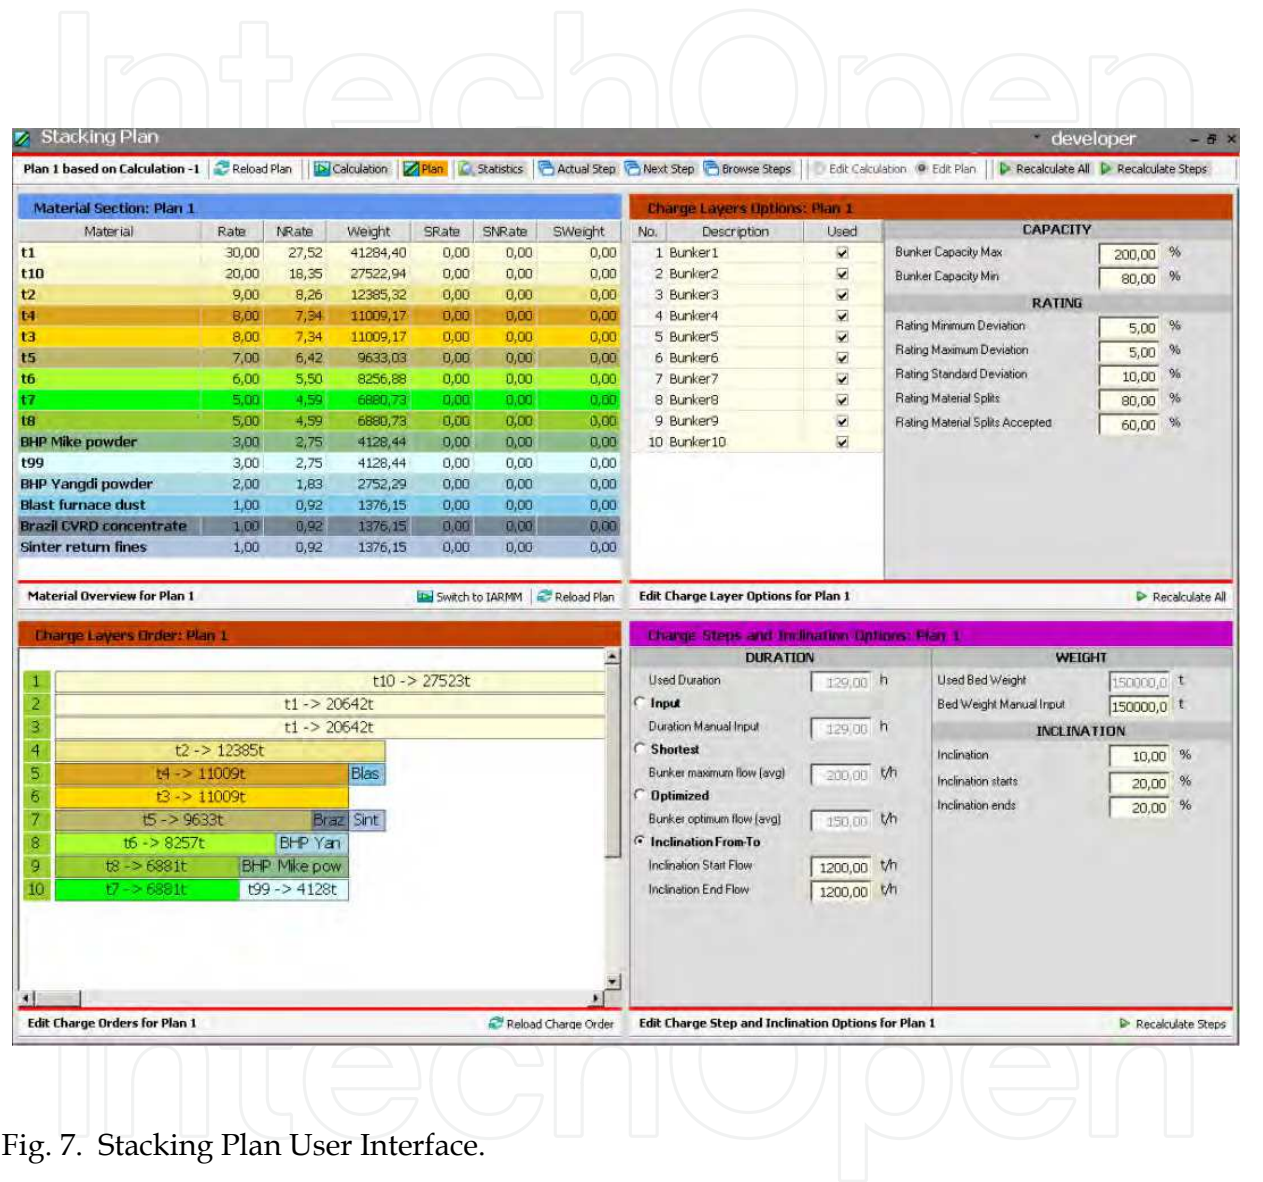 IntechOpen
Stacking Plan developer
Plan 1 based on Calculation -1 Reload Plan Calculation Plan Statistics Actual Step Next Step Browse Steps Edit Calculation Edit Plan Recalculate All Recalculate Steps
Material Section: Plan 1
Material Rate NRate Weight SRate SNRate SWeight
t1 30,00 27,52 41284,40 0,00 0,00 0,00
t10 20,00 18,35 27522,94 0,00 0,00 0,00
t2 9,00 8,26 12385,32 0,00 0,00 0,00
t4 8,00 7,34 11009,17 0,00 0,00 0,00
t3 8,00 7,34 11009,17 0,00 0,00 0,00
t5 7,00 6,42 9633,03 0,00 0,00 0,00
t6 6,00 5,50 8256,88 0,00 0,00 0,00
t7 5,00 4,59 6880,73 0,00 0,00 0,00
t8 5,00 4,59 6880,73 0,00 0,00 0,00
BHP Mike powder 3,00 2,75 4128,44 0,00 0,00 0,00
t99 3,00 2,75 4128,44 0,00 0,00 0,00
BHP Yangdi powder 2,00 1,83 2752,29 0,00 0,00 0,00
Blast furnace dust 1,00 0,92 1376,15 0,00 0,00 0,00
Brazil CVRD concentrate 1,00 0,92 1376,15 0,00 0,00 0,00
Sinter return fines 1,00 0,92 1376,15 0,00 0,00 0,00
Material Overview for Plan 1 Switch to IARMM Reload Plan
Charge Layers Options: Plan 1
No. Description Used
1 Bunker1
2 Bunker2
3 Bunker3
4 Bunker4
5 Bunker5
6 Bunker6
7 Bunker7
8 Bunker8
9 Bunker9
10 Bunker10
CAPACITY
Bunker Capacity Max 200,00 %
Bunker Capacity Min 80,00 %
RATING
Rating Minimum Deviation 5,00 %
Rating Maximum Deviation 5,00 %
Rating Standard Deviation 10,00 %
Rating Material Splits 80,00 %
Rating Material Splits Accepted 60,00 %
Edit Charge Layer Options for Plan 1 Recalculate All
Charge Layers Order: Plan 1
1 t10 -> 27523t
2 t1 -> 20642t
3 t1 -> 20642t
4 t2 -> 12385t
5 t4 -> 11009t Blas
6 t3 -> 11009t
7 t5 -> 9633t Braz Sint
8 t6 -> 8257t BHP Yan
9 t8 -> 6881t BHP Mike pow
10 t7 -> 6881t t99 -> 4128t
Edit Charge Orders for Plan 1 Reload Charge Order
Charge Steps and Inclination Options: Plan 1
DURATION
Used Duration 129,00 h
Input
Duration Manual Input 129,00 h
Shortest
Bunker maximum flow (avg) 200,00 t/h
Optimized
Bunker optimum flow (avg) 150,00 t/h
Inclination From-To
Inclination Start Flow 1200,00 t/h
Inclination End Flow 1200,00 t/h
WEIGHT
Used Bed Weight 150000,0 t
Bed Weight Manual Input 150000,0 t
INCLINATION
Inclination 10,00 %
Inclination starts 20,00 %
Inclination ends 20,00 %
Edit Charge Step and Inclination Options for Plan 1 Recalculate Steps
IntechOpen
Fig. 7. Stacking Plan User Interface.